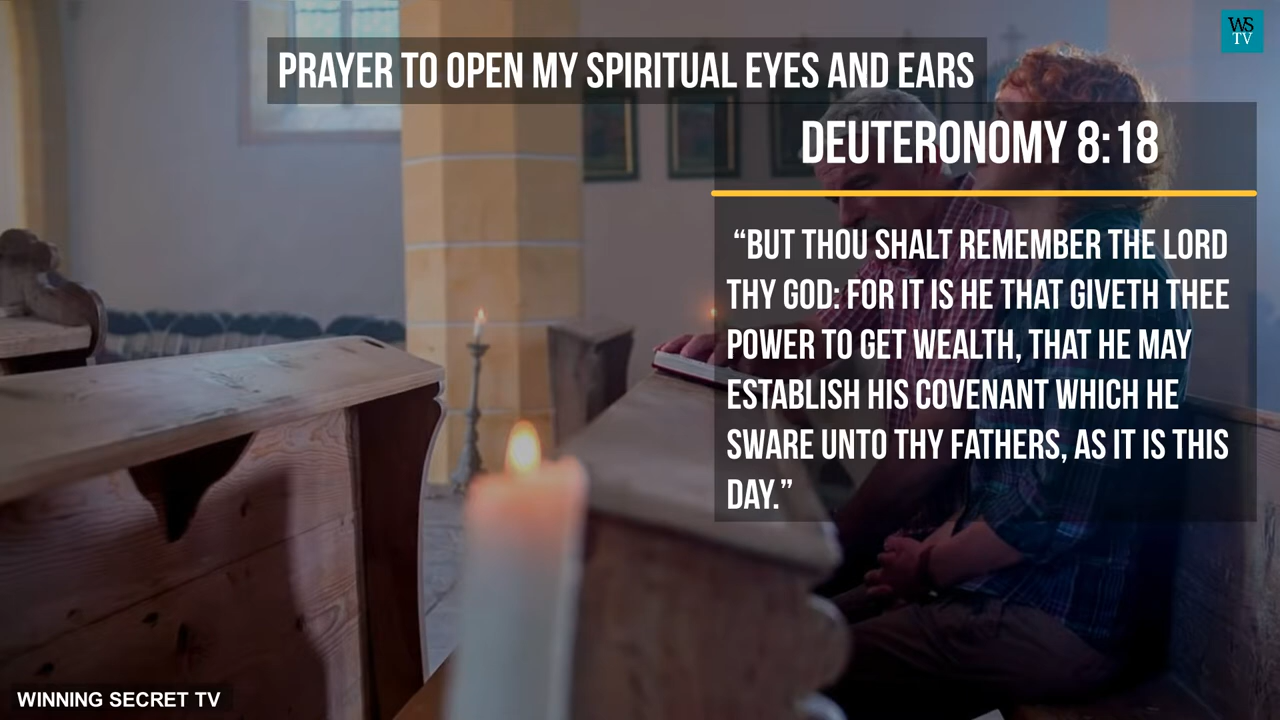 WS
TV
PRAYER TO OPEN MY SPIRITUAL EYES AND EARS
DEUTERONOMY 8:18
“BUT THOU SHALT REMEMBER THE LORD
THY GOD: FOR IT IS HE THAT GIVETH THEE
POWER TO GET WEALTH, THAT HE MAY
ESTABLISH HIS COVENANT WHICH HE
SWARE UNTO THY FATHERS, AS IT IS THIS
DAY.”
WINNING SECRET TV